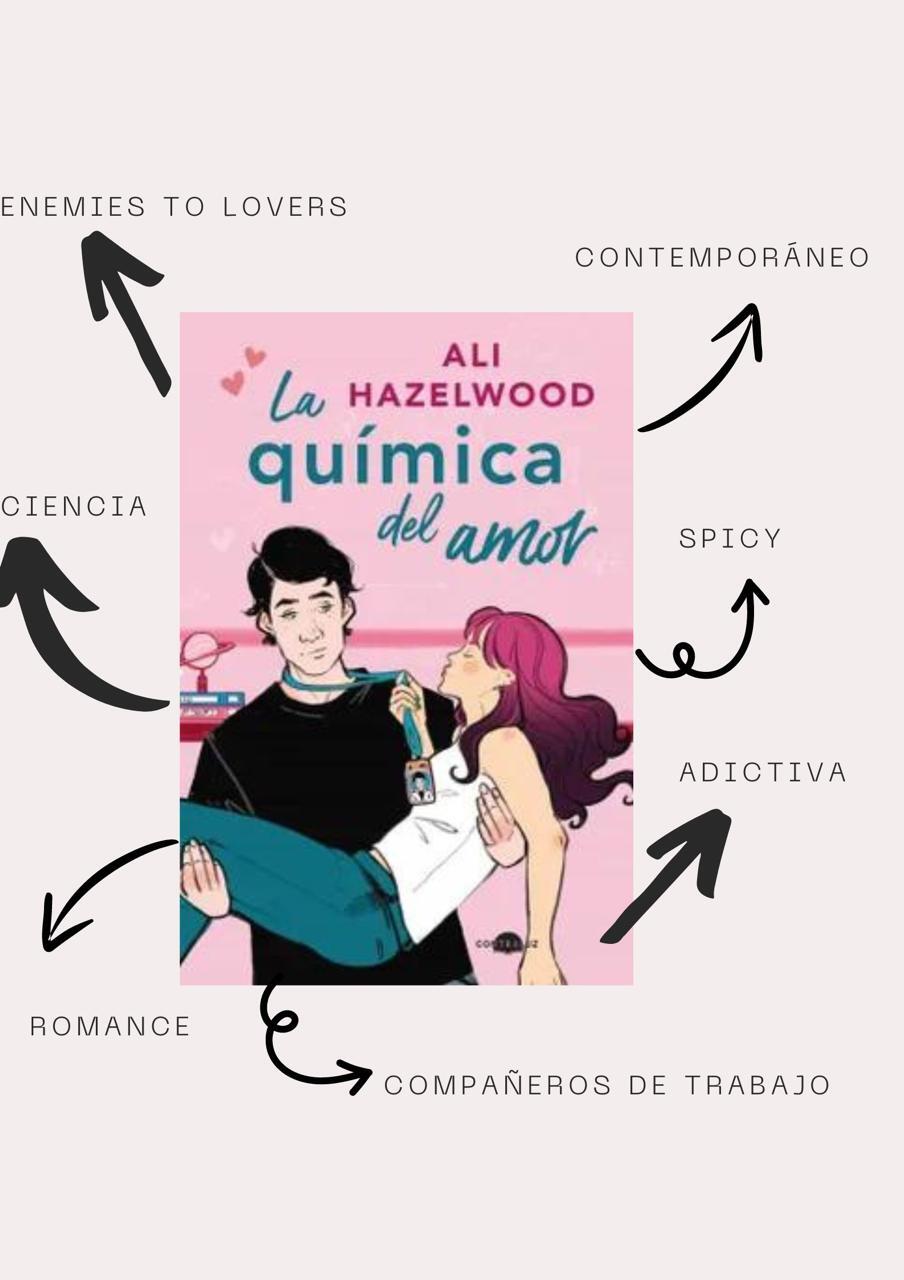 ENEMIES TO LOVERS
CONTEMPORÁNEO
ALI
HAZELWOOD
La
química
del amor
CIENCIA
SPICY
ADICTIVA
ROMANCE
COMPAÑEROS DE TRABAJO